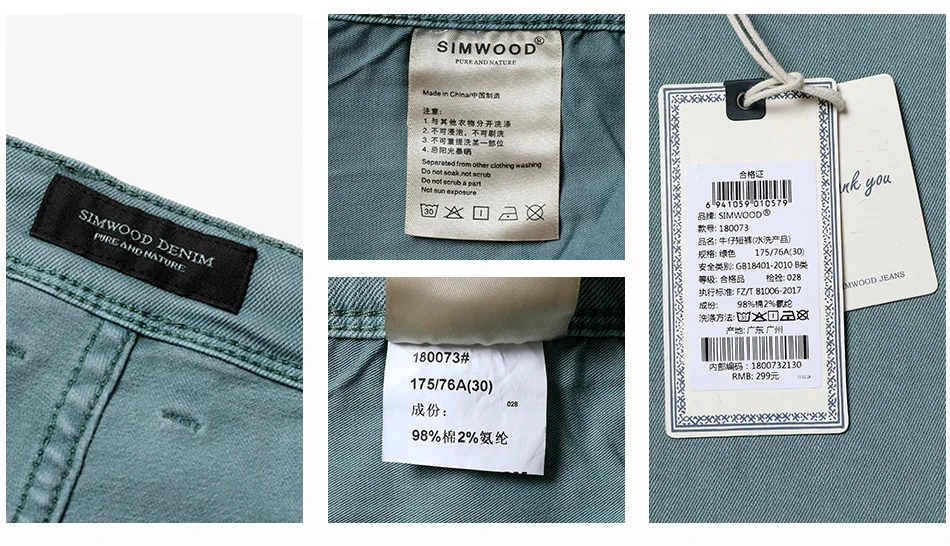 SIMWOOD DENIM
PURE AND NATURE
SIMWOOD®
PURE AND NATURE
Made in China/中国制造
注意：
1. 与其他衣物分开洗涤
2. 不可浸泡，不可刷洗
3. 不可重搓洗某一部位
4. 忌阳光暴晒
Separated from other clothing washing
Do not soak,not scrub
Do not scrub a part
Not sun exposure
30
180073#
175/76A(30)
成份：
028
98%棉2%氨纶
合格证
6 941059 010579
品牌: SIMWOOD®
款号: 180073
品名: 牛仔短裤(水洗产品)
规格: 绿色 175/76A(30)
安全类别: GB18401-2010 B类
等级: 合格品 检验: 028
执行标准: FZ/T 81006-2017
成份: 98%棉2%氨纶
洗涤方法:
产地: 广东 广州
内部编码：1800732130
RMB: 299元
you
JEANS